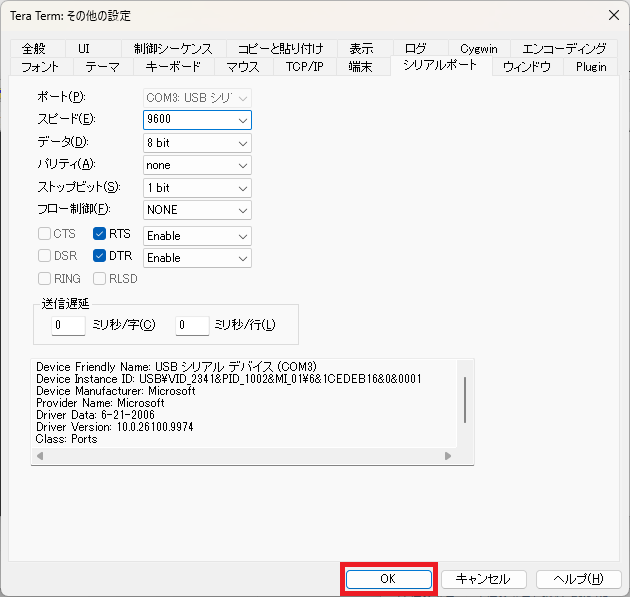 Tera Term: その他の設定
全般 UI 制御シーケンス コピーと貼り付け 表示 ログ Cygwin エンコーディング
フォント テーマ キーボード マウス TCP/IP 端末 シリアルポート ウィンドウ Plugin
ポート(P): COM3: USB シリ
スピード(E): 9600
データ(D): 8 bit
パリティ(A): none
ストップビット(S): 1 bit
フロー制御(F): NONE
CTS RTS Enable
DSR DTR Enable
RING RLSD
送信遅延
0 ミリ秒/字(C) 0 ミリ秒/行(L)
Device Friendly Name: USB シリアル デバイス (COM3)
Device Instance ID: USB¥VID_2341&PID_1002&MI_01¥6&1CEDEB16&0&0001
Device Manufacturer: Microsoft
Provider Name: Microsoft
Driver Data: 6-21-2006
Driver Version: 10.0.26100.9974
Class: Ports
OK キャンセル ヘルプ(H)